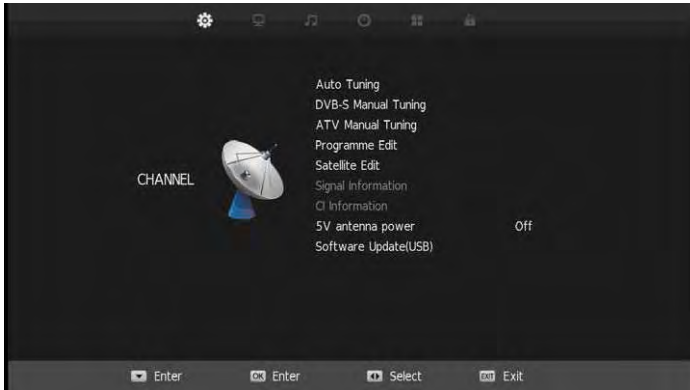 CHANNEL
Auto Tuning
DVB-S Manual Tuning
ATV Manual Tuning
Programme Edit
Satellite Edit
Signal Information
CI Information
5V antenna power Off
Software Update(USB)
Enter OK Enter Select EXIT Exit